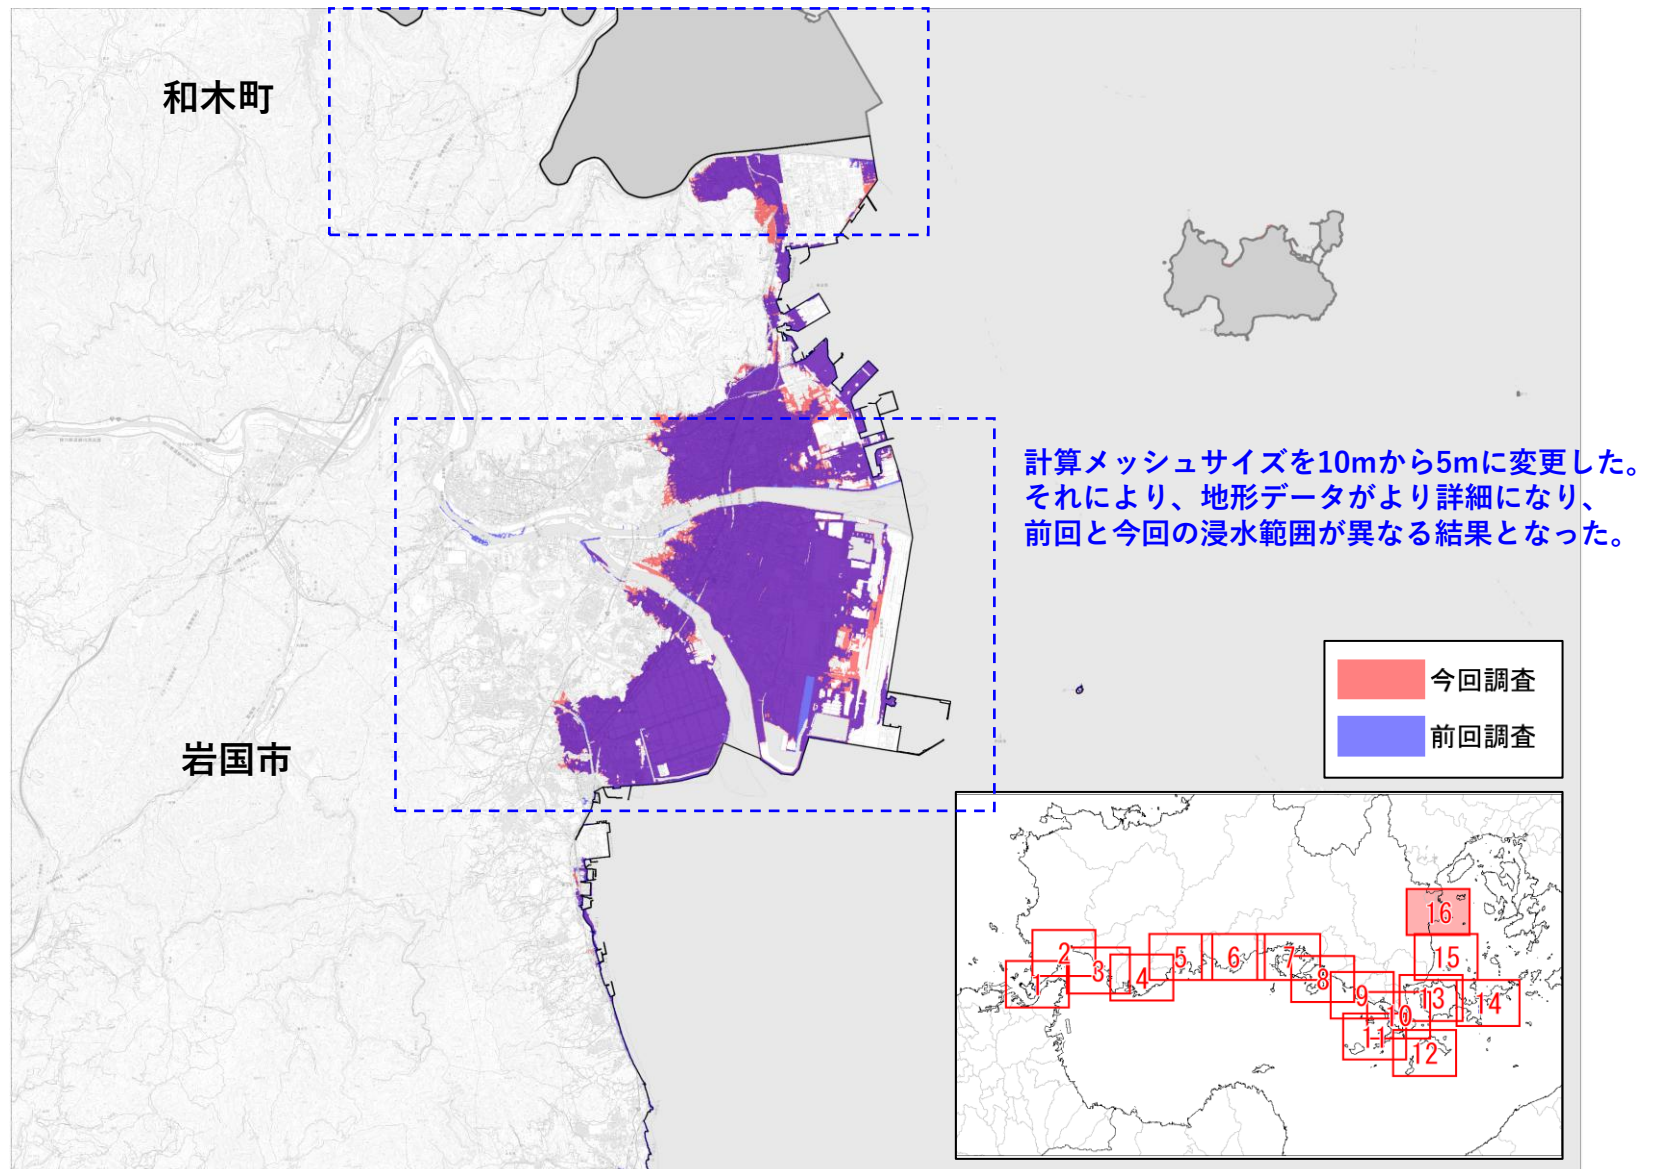 和木町
計算メッシュサイズを10mから5mに変更した。
それにより、地形データがより詳細になり、
前回と今回の浸水範囲が異なる結果となった。
今回調査
前回調査
岩国市
16
2
5
6
7
15
3
1
4
8
9
13
14
10
11
12